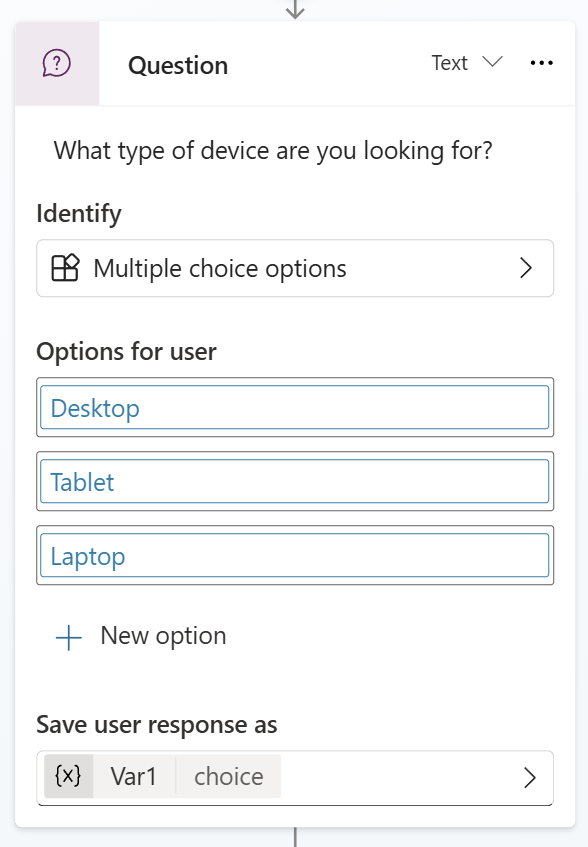 Question Text
What type of device are you looking for?
Identify
Multiple choice options
Options for user
Desktop
Tablet
Laptop
New option
Save user response as
{x} Var1 choice